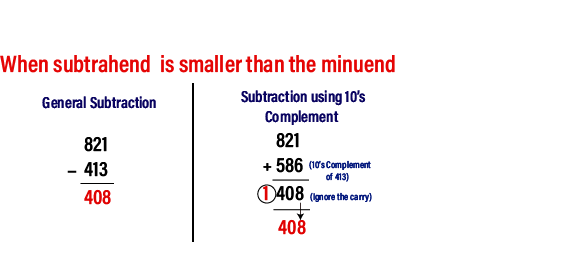 When subtrahend is smaller than the minuend
General Subtraction
821
– 413
408
Subtraction using 10's
Complement
821
+ 586 (10's Complement
of 413)
1 408 (Ignore the carry)
408